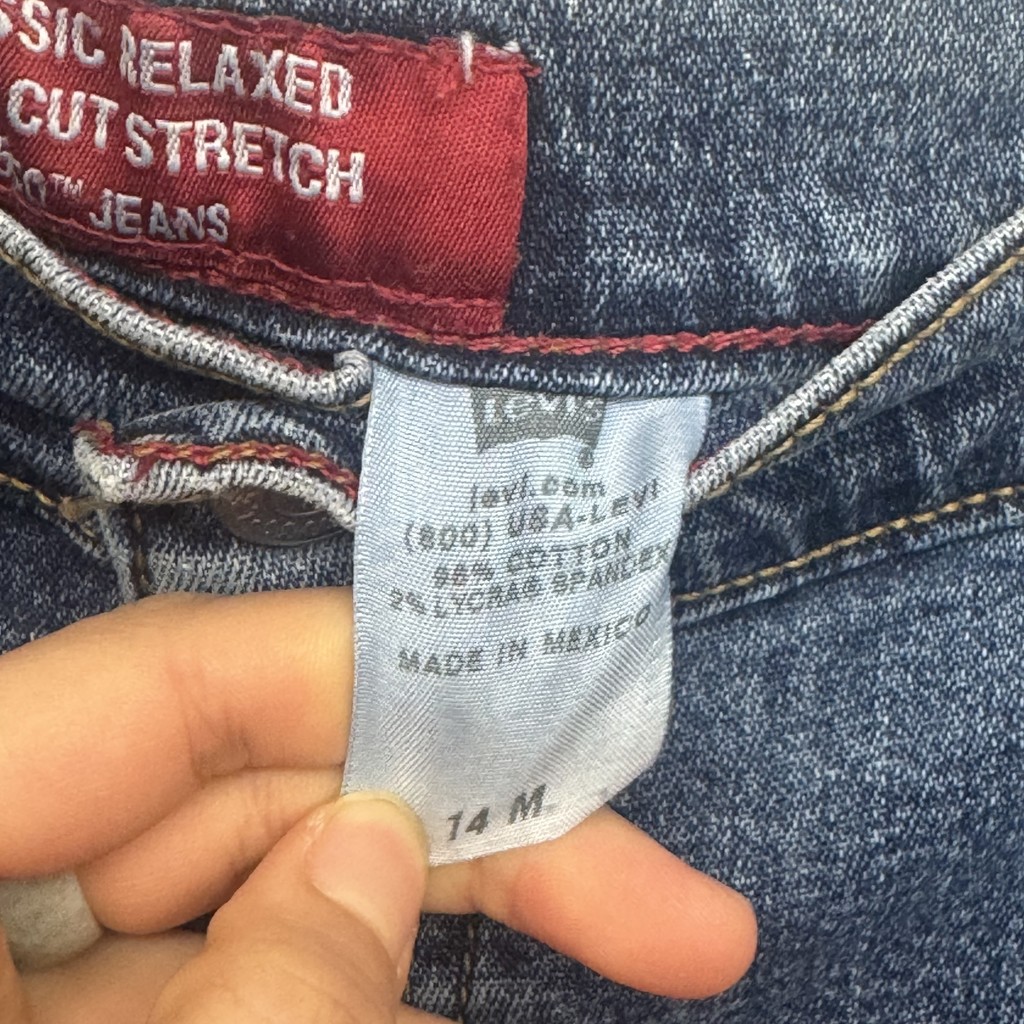 SSIC RELAXED
CUT STRETCH
550™ JEANS
Levi's
®
levi.com
(800) USA-LEVI
98% COTTON
2% LYCRA® SPANDEX
MADE IN MEXICO
14 M